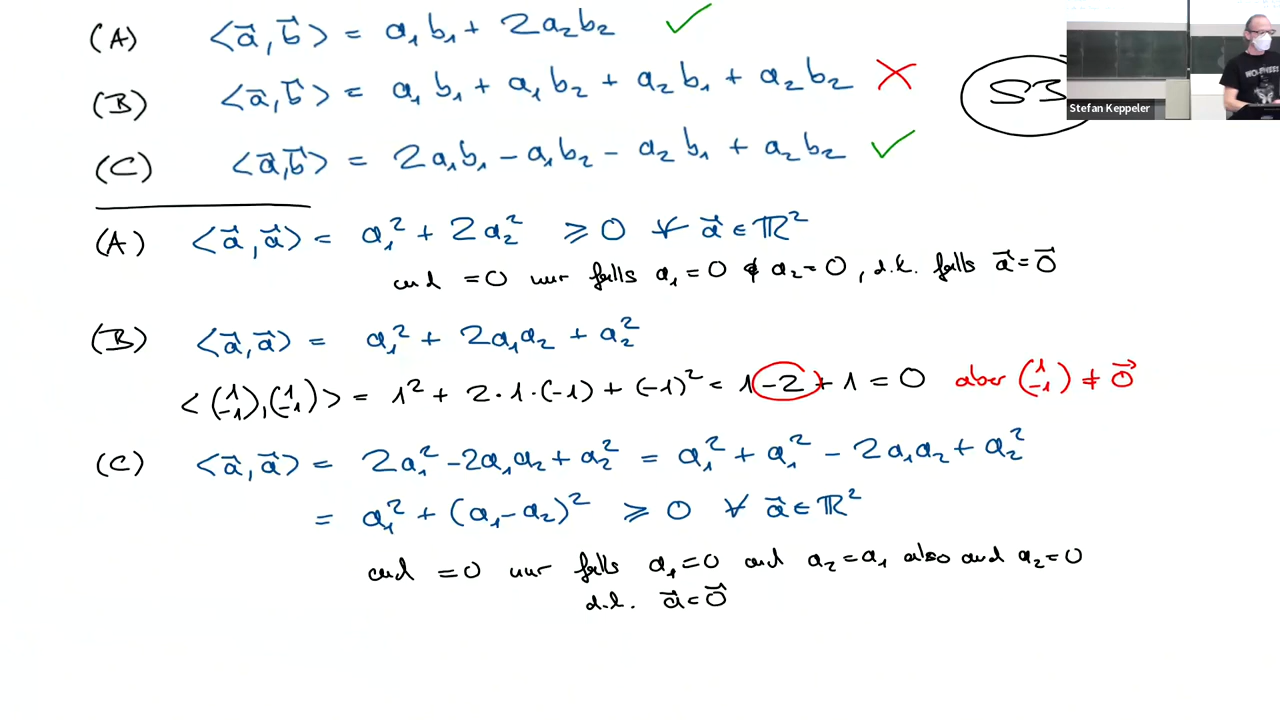 (A) ⟨a⃗,b⃗⟩ = a₁b₁ + 2a₂b₂ ✓
(B) ⟨a⃗,b⃗⟩ = a₁b₁ + a₁b₂ + a₂b₁ + a₂b₂ ✗
53
Stefan Keppeler
(C) ⟨a⃗,b⃗⟩ = 2a₁b₁ - a₁b₂ - a₂b₁ + a₂b₂ ✓
(A) ⟨a⃗,a⃗⟩ = a₁² + 2a₂² ⩾ 0 ∀ a⃗ ∈ ℝ²
und =0 nur falls a₁=0 & a₂=0, d.h. falls a⃗=0⃗
(B) ⟨a⃗,a⃗⟩ = a₁² + 2a₁a₂ + a₂²
⟨(1 -1),(1 -1)⟩ = 1² + 2·1·(-1) + (-1)² = 1-2+1 = 0 aber (1 -1) ≠ 0⃗
(C) ⟨a⃗,a⃗⟩ = 2a₁² - 2a₁a₂ + a₂² = a₁² + a₁² - 2a₁a₂ + a₂²
= a₁² + (a₁-a₂)² ⩾ 0 ∀ a⃗ ∈ ℝ²
und =0 nur falls a₁=0 und a₂=a₁ also auch a₂=0
d.h. a⃗=0⃗